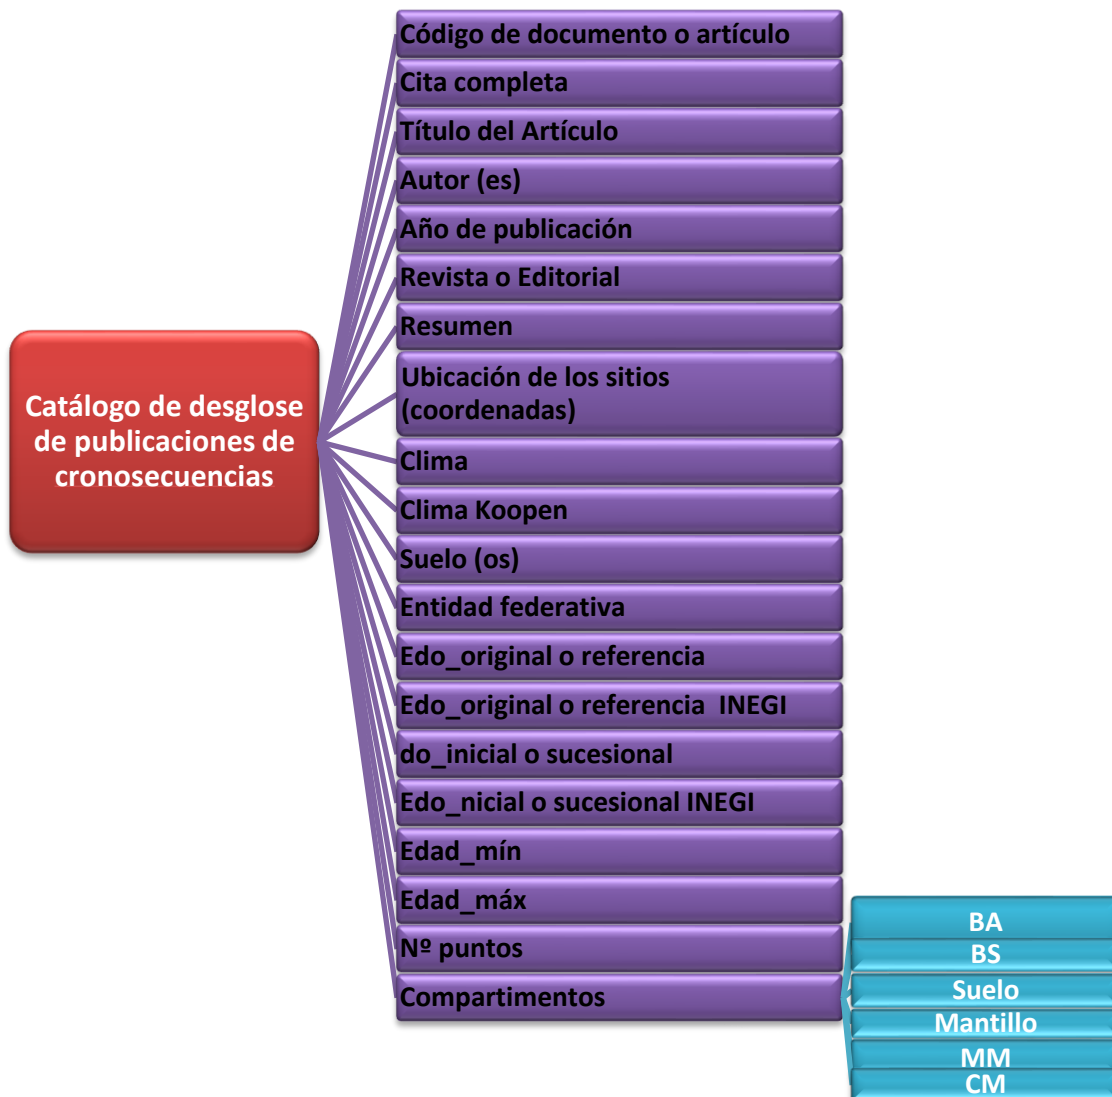 Código de documento o artículo
Cita completa
Título del Artículo
Autor (es)
Año de publicación
Revista o Editorial
Resumen
Ubicación de los sitios
(coordenadas)
Catálogo de desglose
de publicaciones de
cronosecuencias
Clima
Clima Koopen
Suelo (os)
Entidad federativa
Edo_original o referencia
Edo_original o referencia  INEGI
do_inicial o sucesional
Edo_nicial o sucesional INEGI
Edad_mín
Edad_máx
Nº puntos
Compartimentos
BA
BS
Suelo
Mantillo
MM
CM